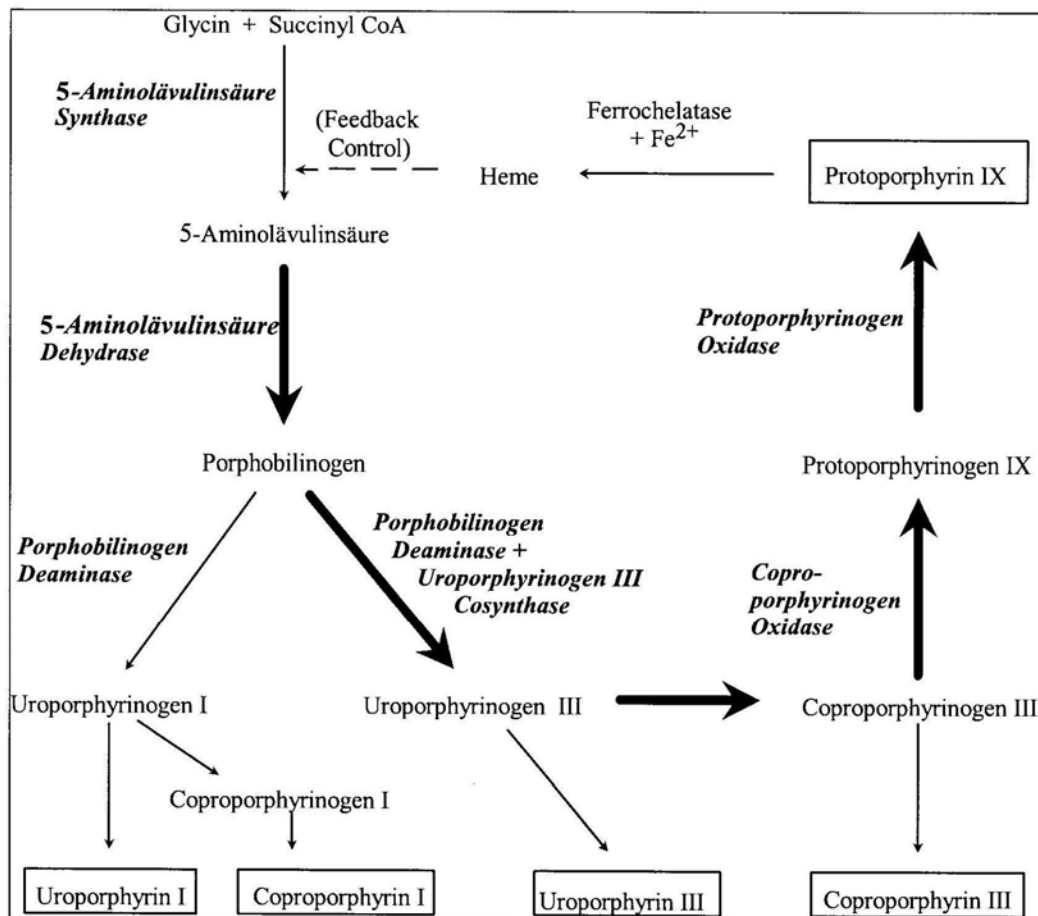 Glycin + Succinyl CoA
5-Aminolävulinsäure
Synthase
(Feedback
Control)
Ferrochelatase
+ Fe2+
Heme
Protoporphyrin IX
5-Aminolävulinsäure
5-Aminolävulinsäure
Dehydrase
Protoporphyrinogen
Oxidase
Porphobilinogen
Protoporphyrinogen IX
Porphobilinogen
Deaminase
Porphobilinogen
Deaminase +
Uroporphyrinogen III
Cosynthase
Copro-
porphyrinogen
Oxidase
Uroporphyrinogen I
Uroporphyrinogen III
Coproporphyrinogen III
Coproporphyrinogen I
Uroporphyrin I
Coproporphyrin I
Uroporphyrin III
Coproporphyrin III